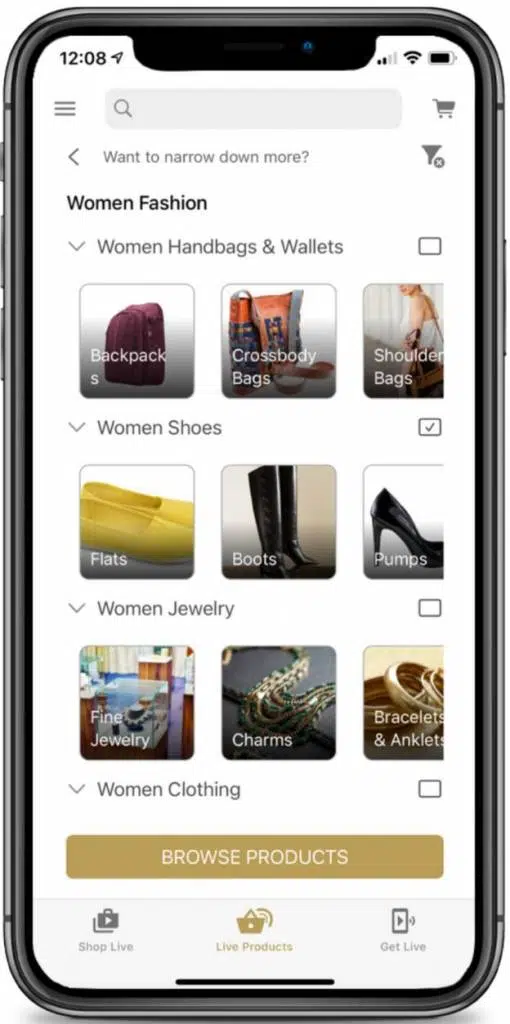 12:08
Want to narrow down more?
Women Fashion
Women Handbags & Wallets
Backpack
s
Crossbody
Bags
Shoulder
Bags
Women Shoes
Flats
Boots
Pumps
Women Jewelry
Fine
Jewelry
Charms
Bracelets
& Anklets
Women Clothing
BROWSE PRODUCTS
Shop Live
Live Products
Get Live